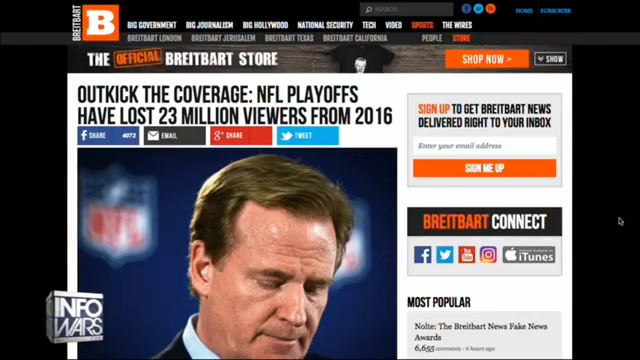 SEARCH
HOME SUBSCRIBE
BREITBART
B
BIG GOVERNMENT BIG JOURNALISM BIG HOLLYWOOD NATIONAL SECURITY TECH VIDEO SPORTS THE WIRES
BREITBART LONDON BREITBART JERUSALEM BREITBART TEXAS BREITBART CALIFORNIA PEOPLE STORE
THE OFFICIAL BREITBART STORE
SHOP NOW >
SHOW
OUTKICK THE COVERAGE: NFL PLAYOFFS
HAVE LOST 23 MILLION VIEWERS FROM 2016
SHARE 4072 EMAIL SHARE TWEET
SIGN UP TO GET BREITBART NEWS
DELIVERED RIGHT TO YOUR INBOX
Enter your email address
SIGN ME UP
BREITBART CONNECT
You Tube
iTunes
NFL
MOST POPULAR
Nolte: The Breitbart News Fake News
Awards
6,655 comments - 6 hours ago
INFO
WARS
.COM